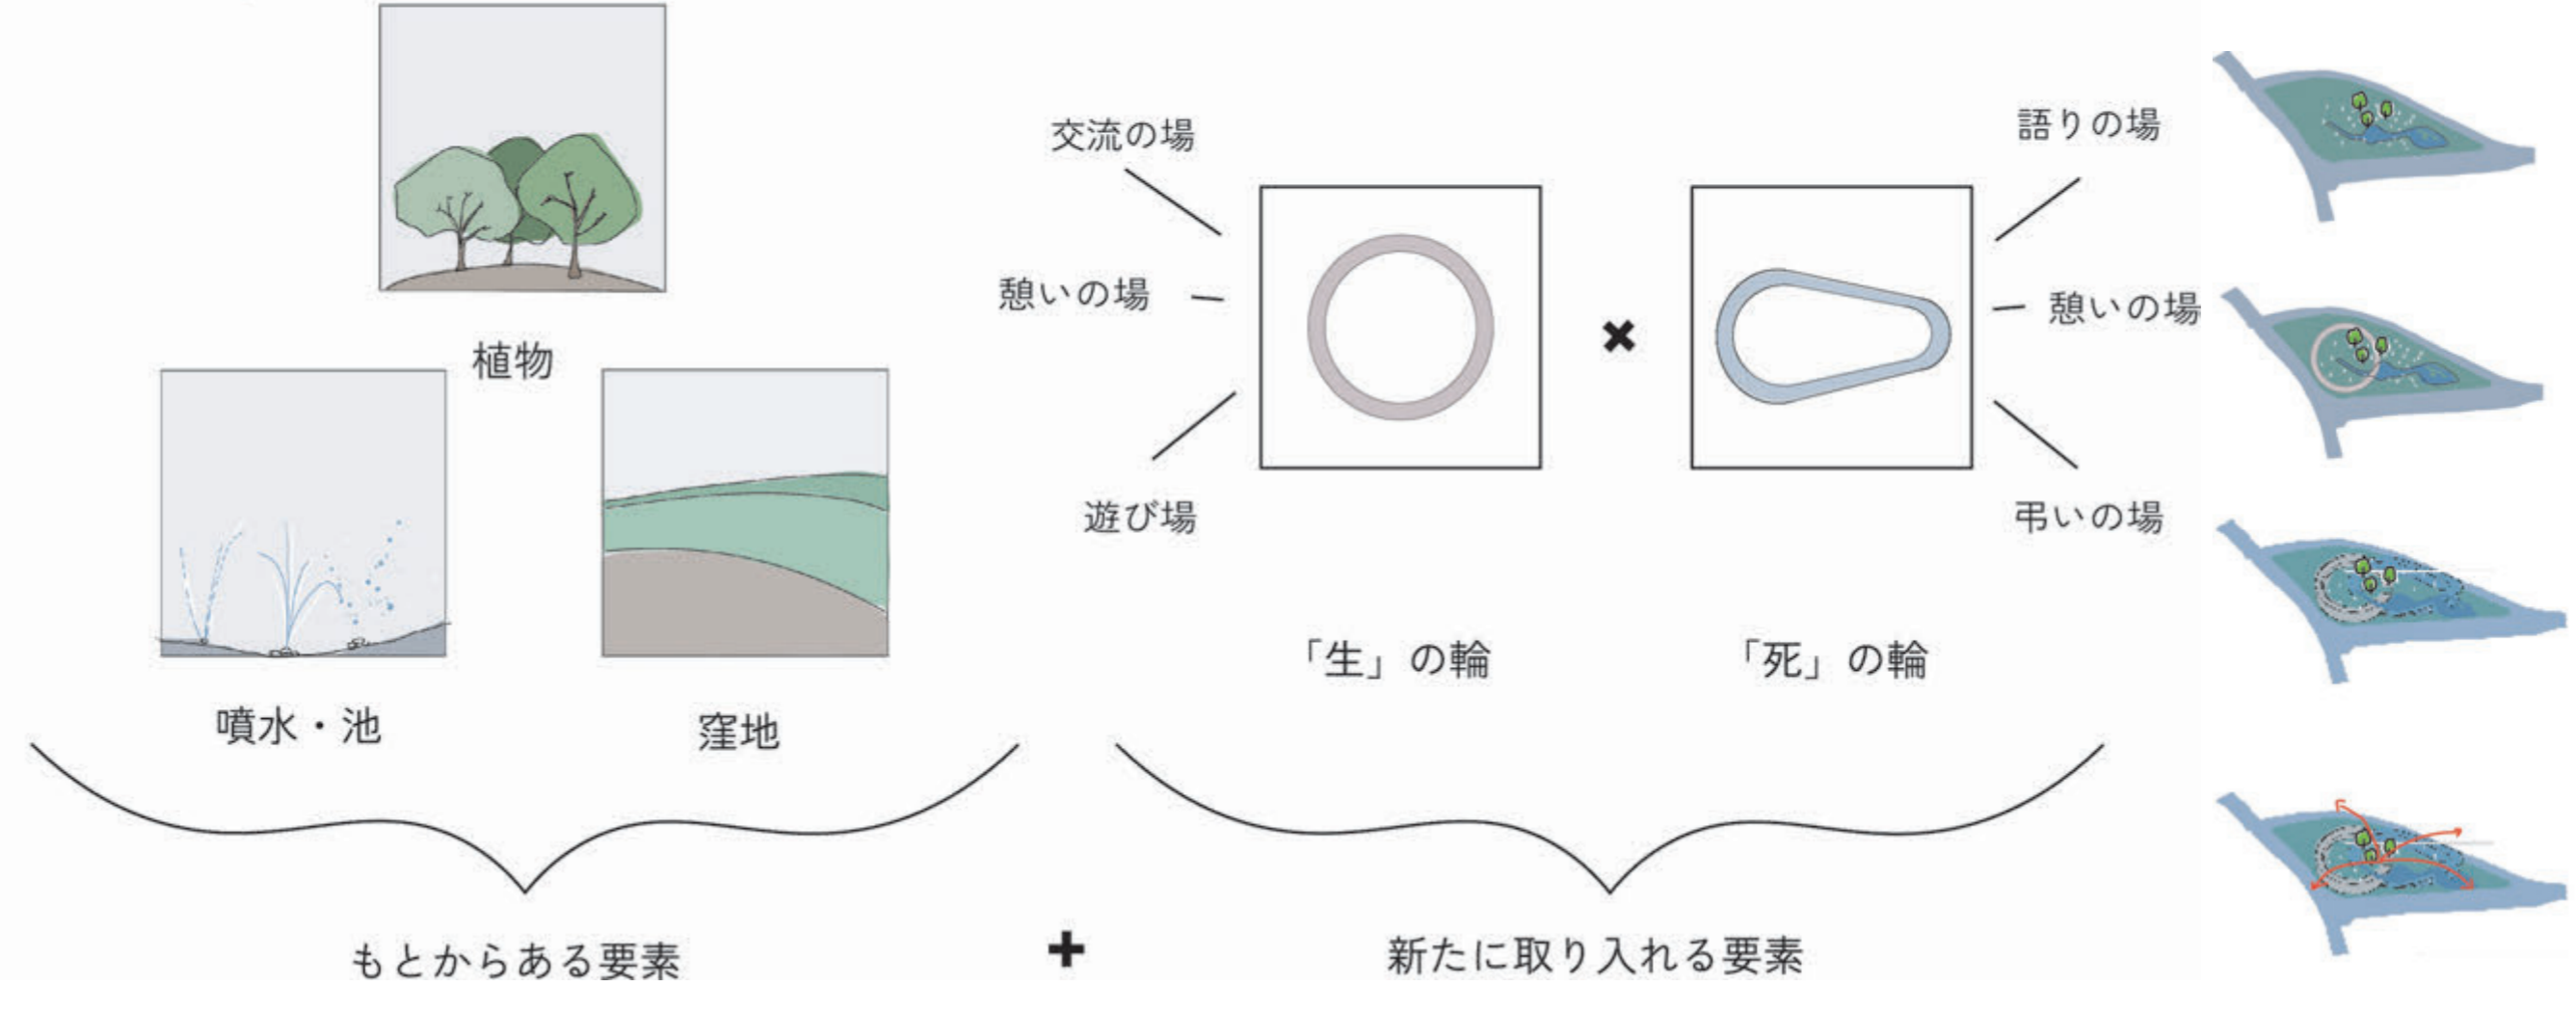 植物
噴水・池
窪地
もとからある要素
+
交流の場
憩いの場
遊び場
「生」の輪
×
語りの場
憩いの場
弔いの場
「死」の輪
新たに取り入れる要素